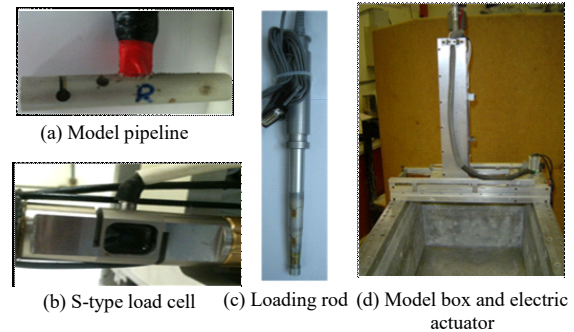 R
(a) Model pipeline
(b) S-type load cell
(c) Loading rod
(d) Model box and electric
actuator